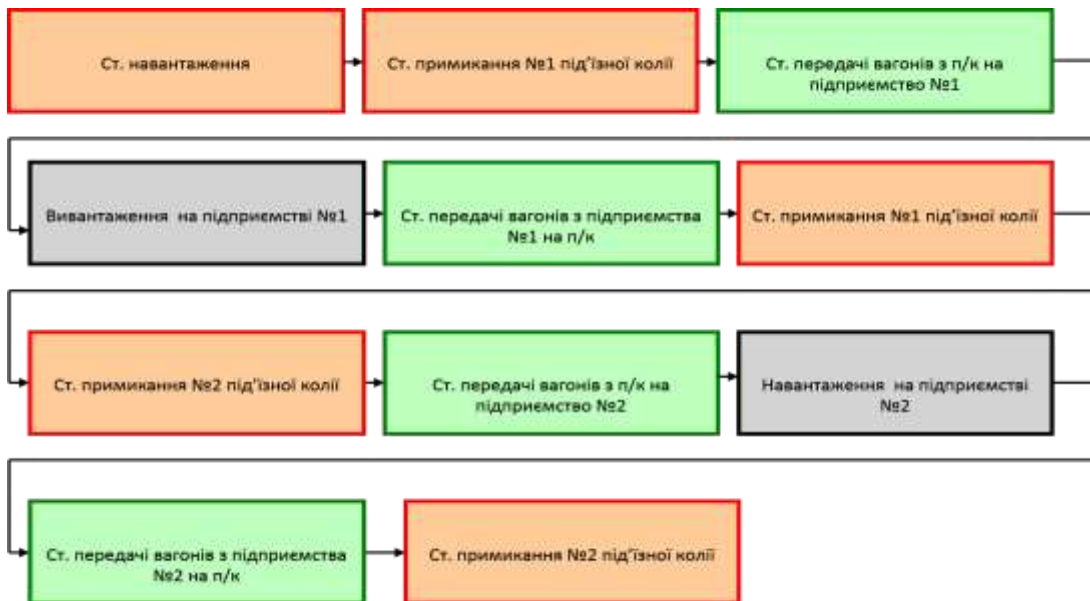 Ст. навантаження
Ст. примикання №1 під'їзної колії
Ст. передачі вагонів з п/к на
підприємство №1
Вивантаження на підприємстві №1
Ст. передачі вагонів з підприємства
№1 на п/к
Ст. примикання №1 під'їзної колії
Ст. примикання №2 під'їзної колії
Ст. передачі вагонів з п/к на
підприємство №2
Навантаження на підприємстві
№2
Ст. передачі вагонів з підприємства
№2 на п/к
Ст. примикання №2 під'їзної колії